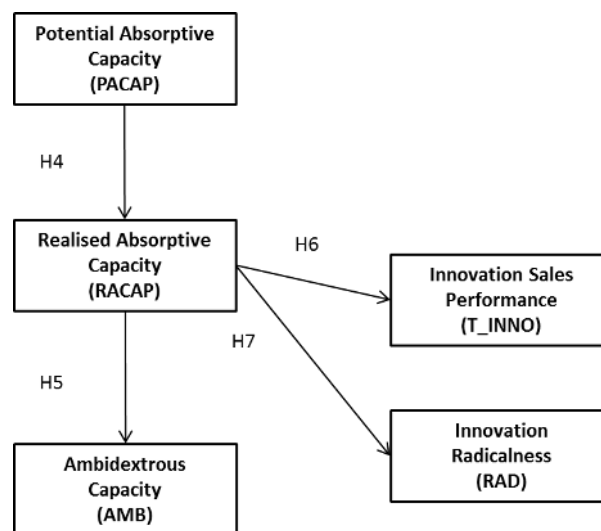 Potential Absorptive
Capacity
(PACAP)
H4
Realised Absorptive
Capacity
(RACAP)
H6
Innovation Sales
Performance
(T_INNO)
H7
H5
Innovation
Radicalness
(RAD)
Ambidextrous
Capacity
(AMB)